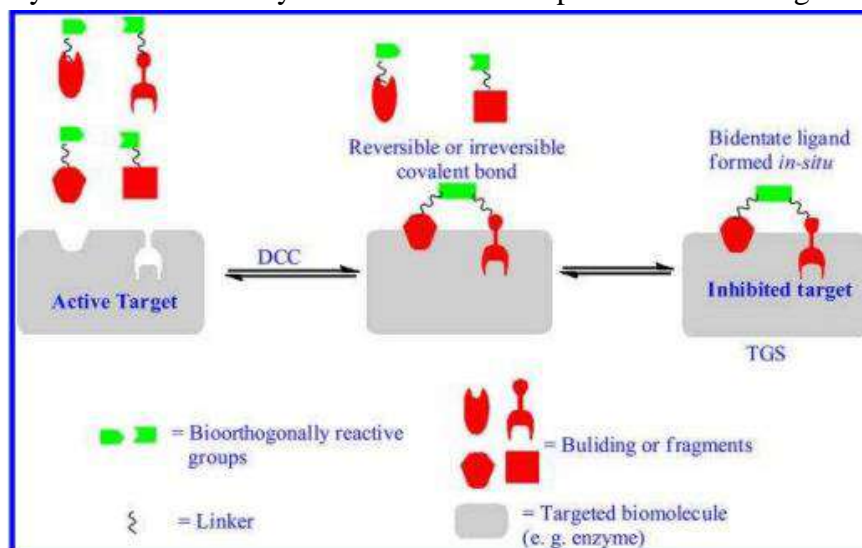 Reversible or irreversible
covalent bond
Bidentate ligand
formed in-situ
DCC
Active Target
Inhibited target
TGS
= Bioorthogonally reactive
groups
= Buliding or fragments
= Linker
= Targeted biomolecule
(e. g. enzyme)